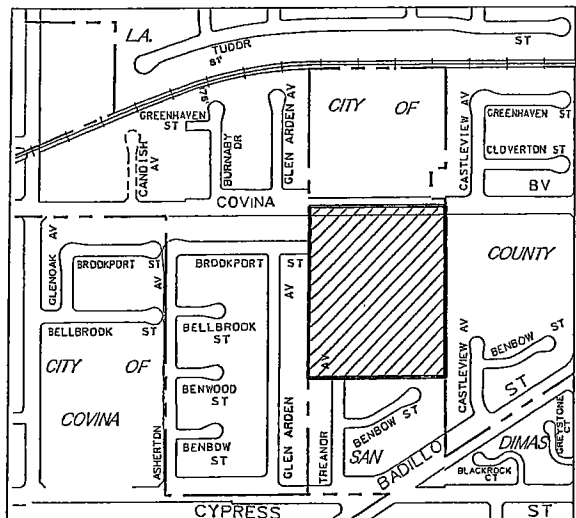 L.A.
TUDOR
ST
ST
'76
GREENHAVEN
ST
CANDISH
AV
BURNABY
DR
GLEN ARDEN
AV
CITY OF
CASTLEVIEW AV
GREENHAVEN
ST
CLOVERTON ST
COVINA
BV
GLENOAK
AV
BROOKPORT
ST
AV
BROOKPORT
ST
AV
COUNTY
BELLBROOK
ST
BELLBROOK
ST
CITY OF
COVINA
BENWOOD
ST
BENBOW
ST
ASHERTON
GLEN ARDEN
TREANOR
AV
BENBOW ST
SAN
CASTLEVIEW AV
BENBOW
ST
BADILLO
ST
DIMAS
GREYSTONE
CT
BLACKROCK
CT
CYPRESS
ST